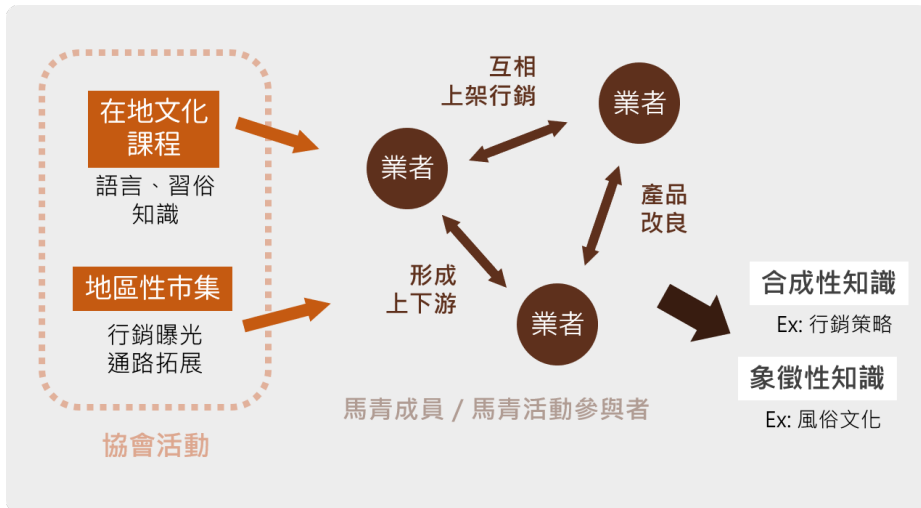 在地文化
課程
語言、習俗
知識
地區性市集
行銷曝光
通路拓展
協會活動
互相
上架行銷
業者
業者
產品
改良
形成
上下游
業者
馬青成員 / 馬青活動參與者
合成性知識
Ex: 行銷策略
象徵性知識
Ex: 風俗文化